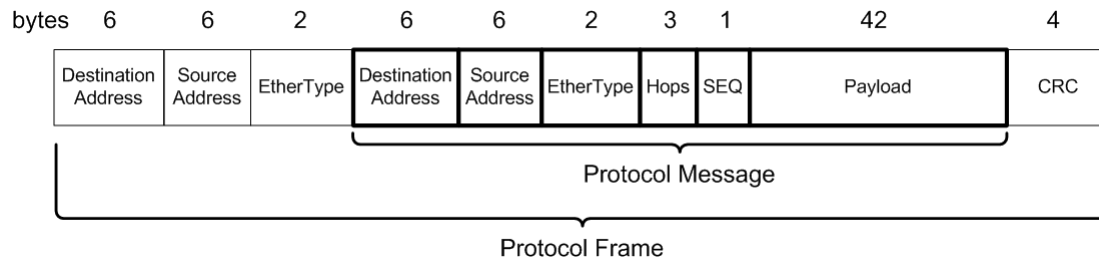 bytes 6 6 2 6 6 2 3 1 42 4
Destination Address
Source Address
EtherType
Destination Address
Source Address
EtherType
Hops
SEQ
Payload
CRC
Protocol Message
Protocol Frame